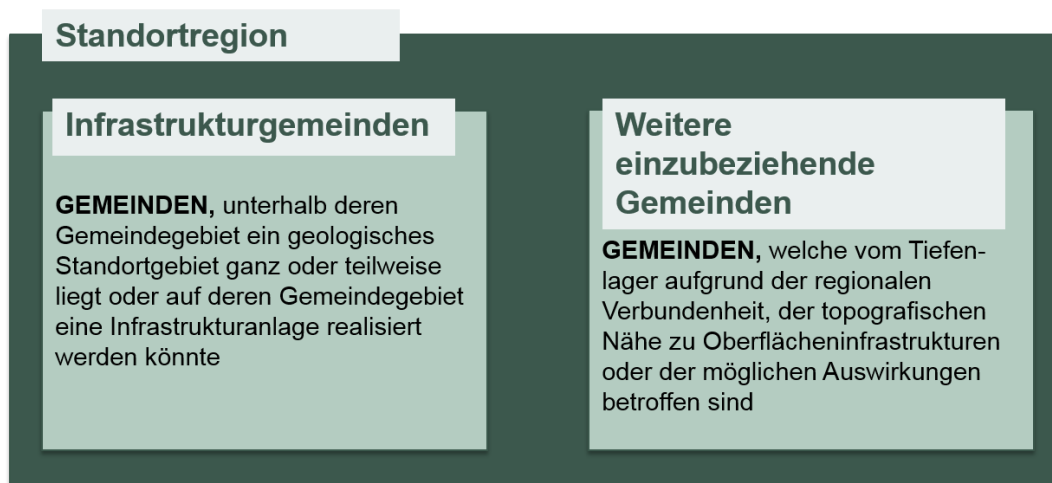 Standortregion
Infrastrukturgemeinden
GEMEINDEN, unterhalb deren
Gemeindegebiet ein geologisches
Standortgebiet ganz oder teilweise
liegt oder auf deren Gemeindegebiet
eine Infrastrukturanlage realisiert
werden könnte
Weitere
einzubeziehende
Gemeinden
GEMEINDEN, welche vom Tiefen-
lager aufgrund der regionalen
Verbundenheit, der topografischen
Nähe zu Oberflächeninfrastrukturen
oder der möglichen Auswirkungen
betroffen sind